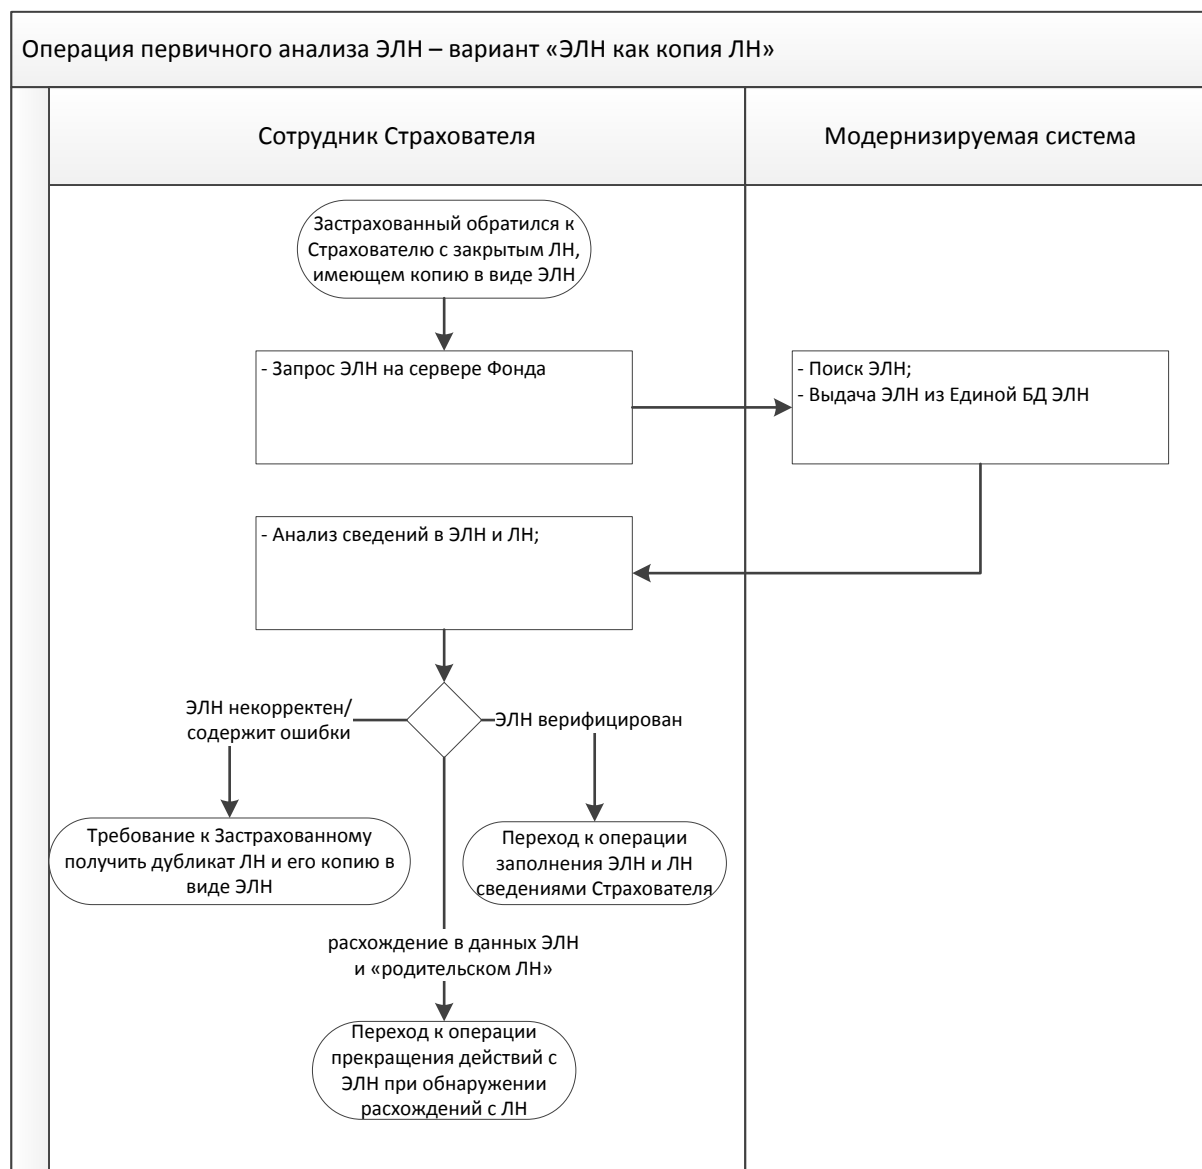 Операция первичного анализа ЭЛН – вариант «ЭЛН как копия ЛН»
Сотрудник Страхователя
Модернизируемая система
Застрахованный обратился к
Страхователю с закрытым ЛН,
имеющем копию в виде ЭЛН
- Запрос ЭЛН на сервере Фонда
- Поиск ЭЛН;
- Выдача ЭЛН из Единой БД ЭЛН
- Анализ сведений в ЭЛН и ЛН;
ЭЛН некорректен/
содержит ошибки
ЭЛН верифицирован
Требование к Застрахованному
получить дубликат ЛН и его копию в
виде ЭЛН
Переход к операции
заполнения ЭЛН и ЛН
сведениями Страхователя
расхождение в данных ЭЛН
и «родительском ЛН»
Переход к операции
прекращения действий с
ЭЛН при обнаружении
расхождений с ЛН